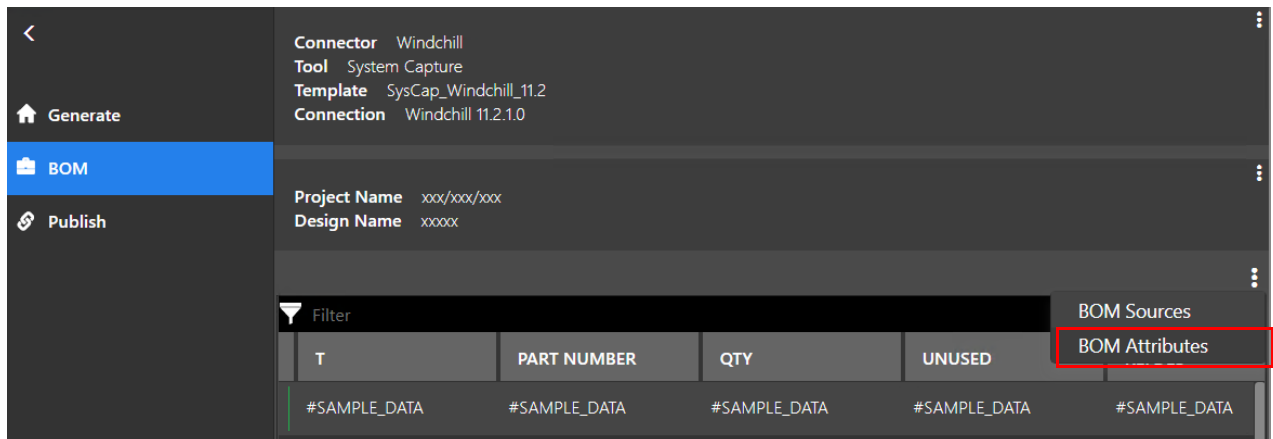 Connector Windchill
Tool System Capture
Template SysCap_Windchill_11.2
Connection Windchill 11.2.1.0
Generate
BOM
Publish
Project Name xxx/xxx/xxx
Design Name xxxxx
Filter
BOM Sources
BOM Attributes
T PART NUMBER QTY UNUSED
#SAMPLE_DATA #SAMPLE_DATA #SAMPLE_DATA #SAMPLE_DATA #SAMPLE_DATA